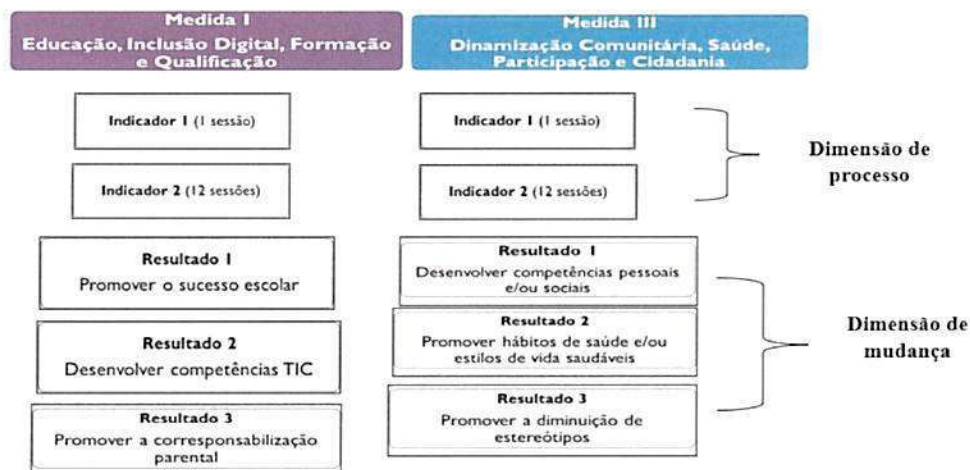 Medida I
Educação, Inclusão Digital, Formação
e Qualificação
Indicador 1 (1 sessão)
Indicador 2 (12 sessões)
Resultado 1
Promover o sucesso escolar
Resultado 2
Desenvolver competências TIC
Resultado 3
Promover a corresponsabilização
parental
Medida III
Dinamização Comunitária, Saúde,
Participação e Cidadania
Indicador 1 (1 sessão)
Indicador 2 (12 sessões)
Resultado 1
Desenvolver competências pessoais
e/ou sociais
Resultado 2
Promover hábitos de saúde e/ou
estilos de vida saudáveis
Resultado 3
Promover a diminuição de
estereótipos
Dimensão de
processo
Dimensão de
mudança